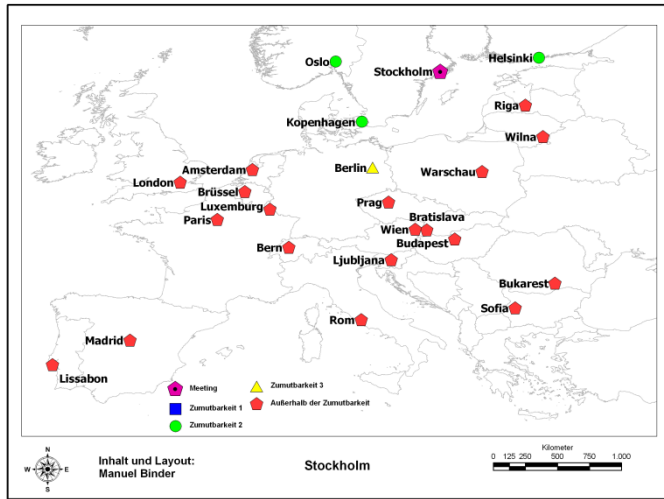 Oslo
Helsinki
Stockholm
Riga
Kopenhagen
Wilna
Amsterdam
Berlin
Warschau
London
Brüssel
Luxemburg
Prag
Paris
Bratislava
Wien
Budapest
Bern
Ljubljana
Bukarest
Sofia
Rom
Madrid
Lissabon
Meeting
Zumutbarkeit 1
Zumutbarkeit 2
Zumutbarkeit 3
Außerhalb der Zumutbarkeit
N
W E
S
Inhalt und Layout:
Manuel Binder
Stockholm
Kilometer
0 125 250 500 750 1.000